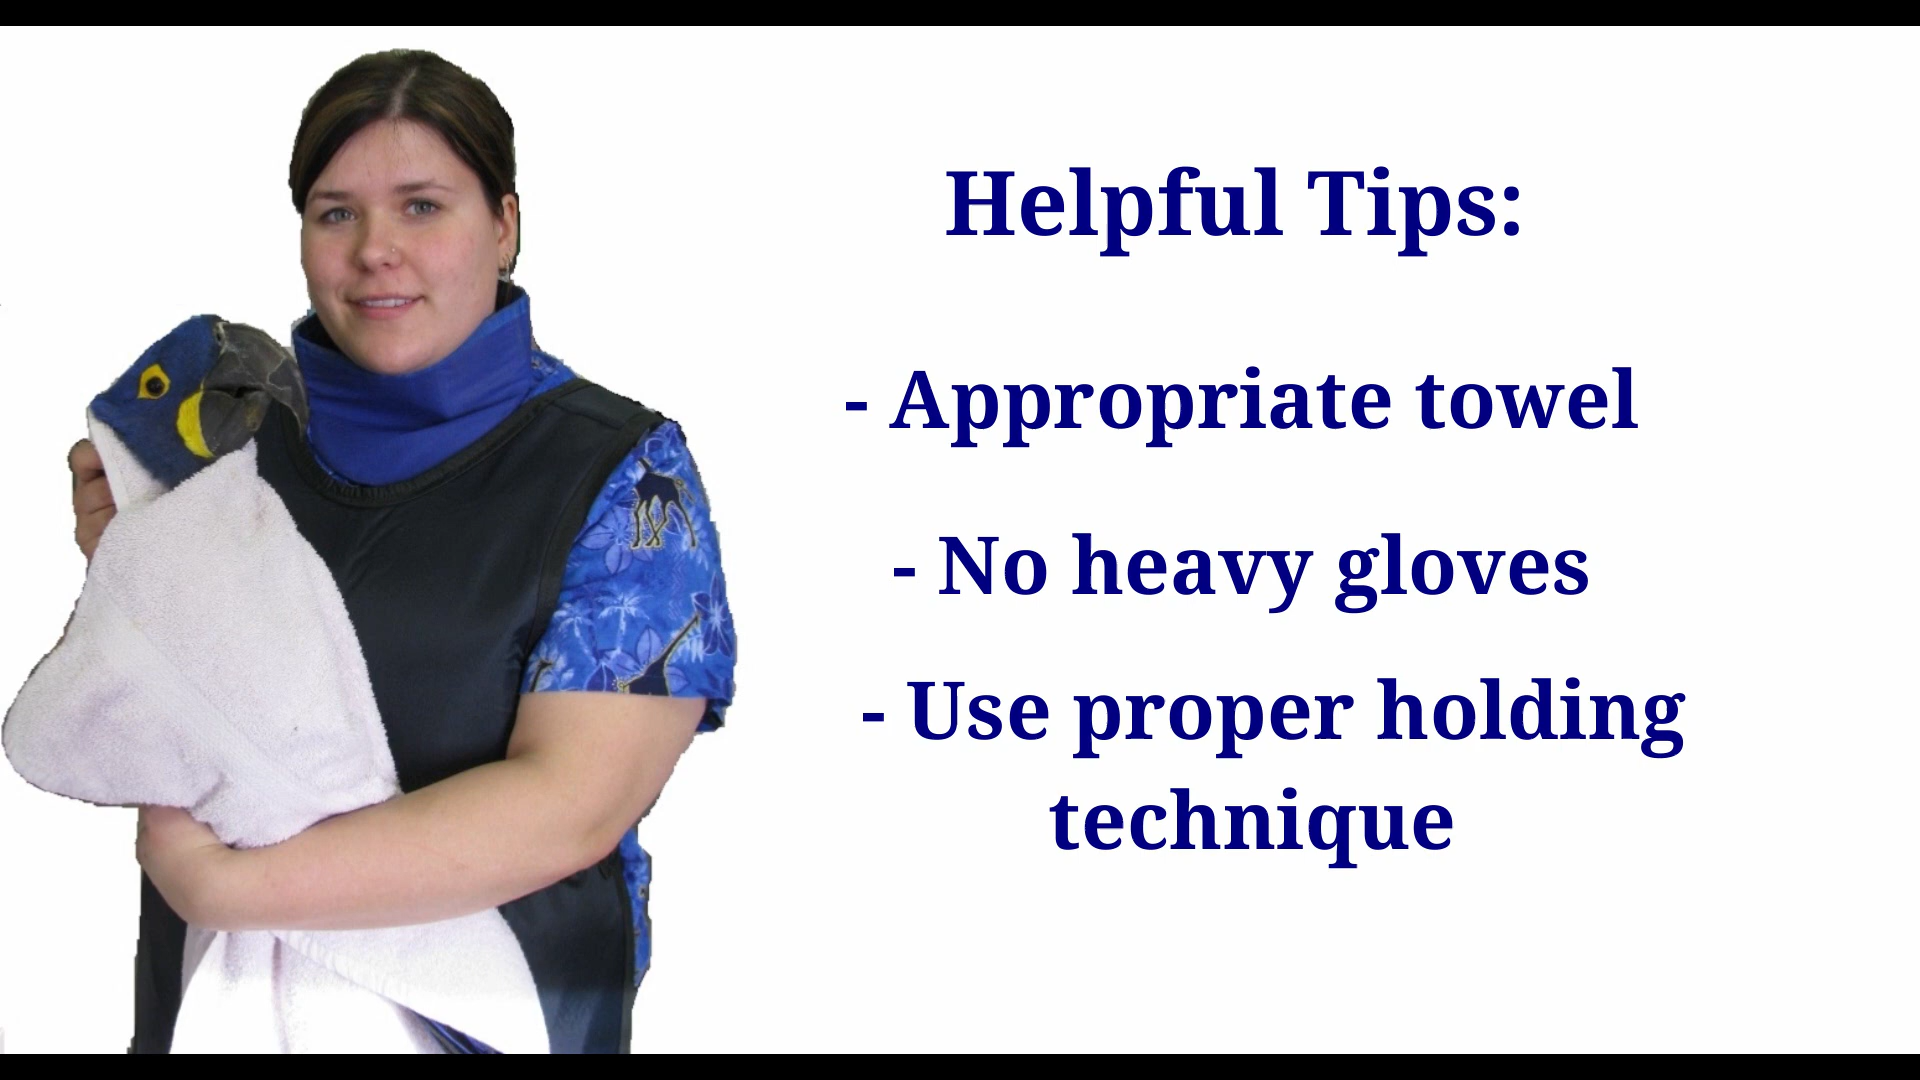 Helpful Tips:
- Appropriate towel
- No heavy gloves
- Use proper holding
technique